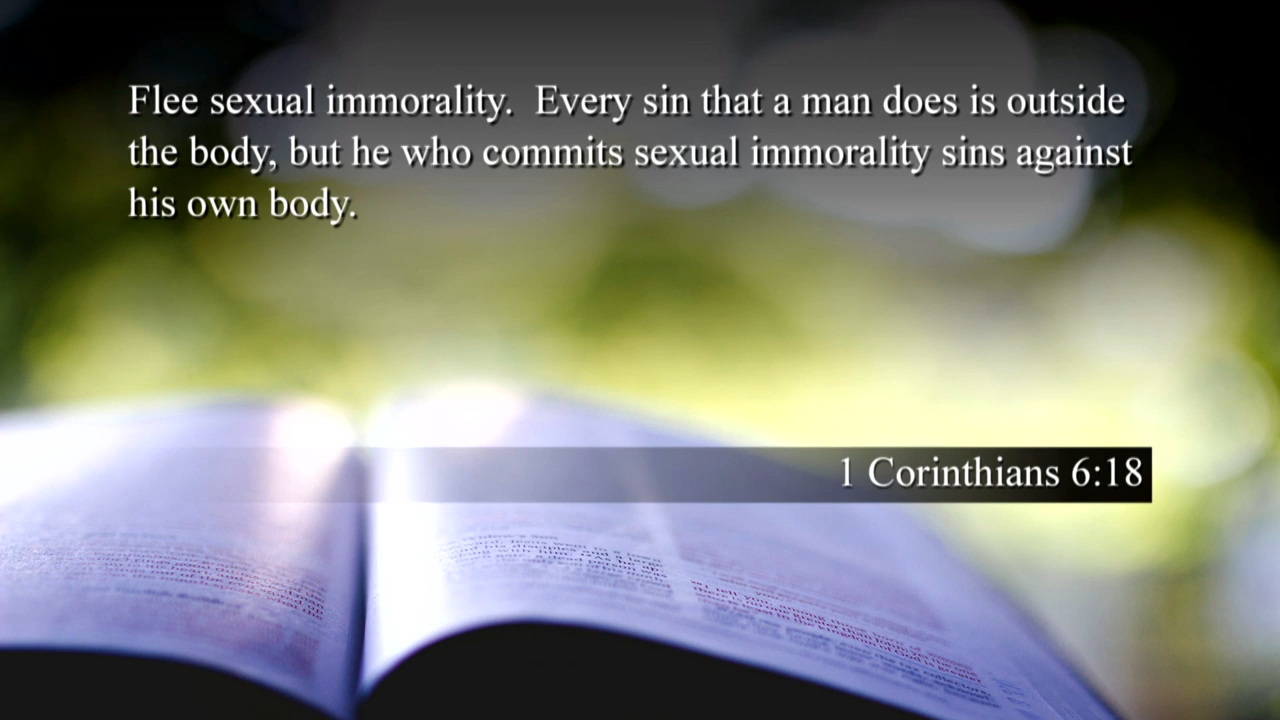 Flee sexual immorality.  Every sin that a man does is outside
the body, but he who commits sexual immorality sins against
his own body.
1 Corinthians 6:18